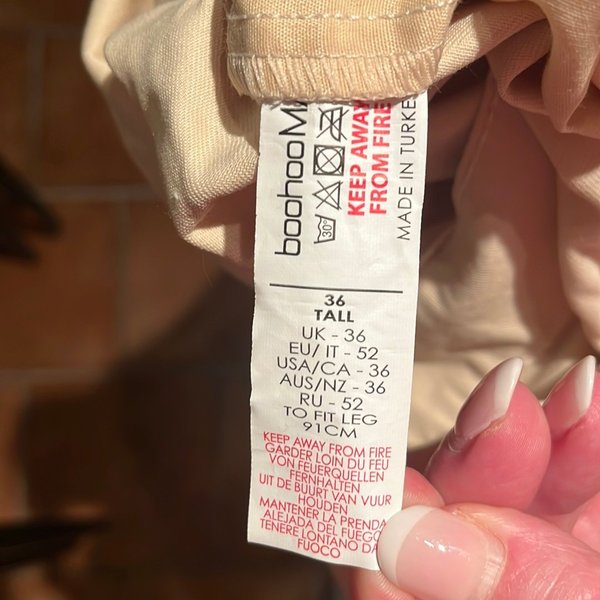 boohooMA
30°
KEEP AWAY
FROM FIRE
MADE IN TURKE
36
TALL
UK - 36
EU/ IT - 52
USA/CA - 36
AUS/NZ - 36
RU - 52
TO FIT LEG
91CM
KEEP AWAY FROM FIRE
GARDER LOIN DU FEU
VON FEUERQUELLEN
FERNHALTEN
UIT DE BUURT VAN VUUR
HOUDEN
MANTENER LA PRENDA
ALEJADA DEL FUEGO
TENERE LONTANO DA
FUOCO